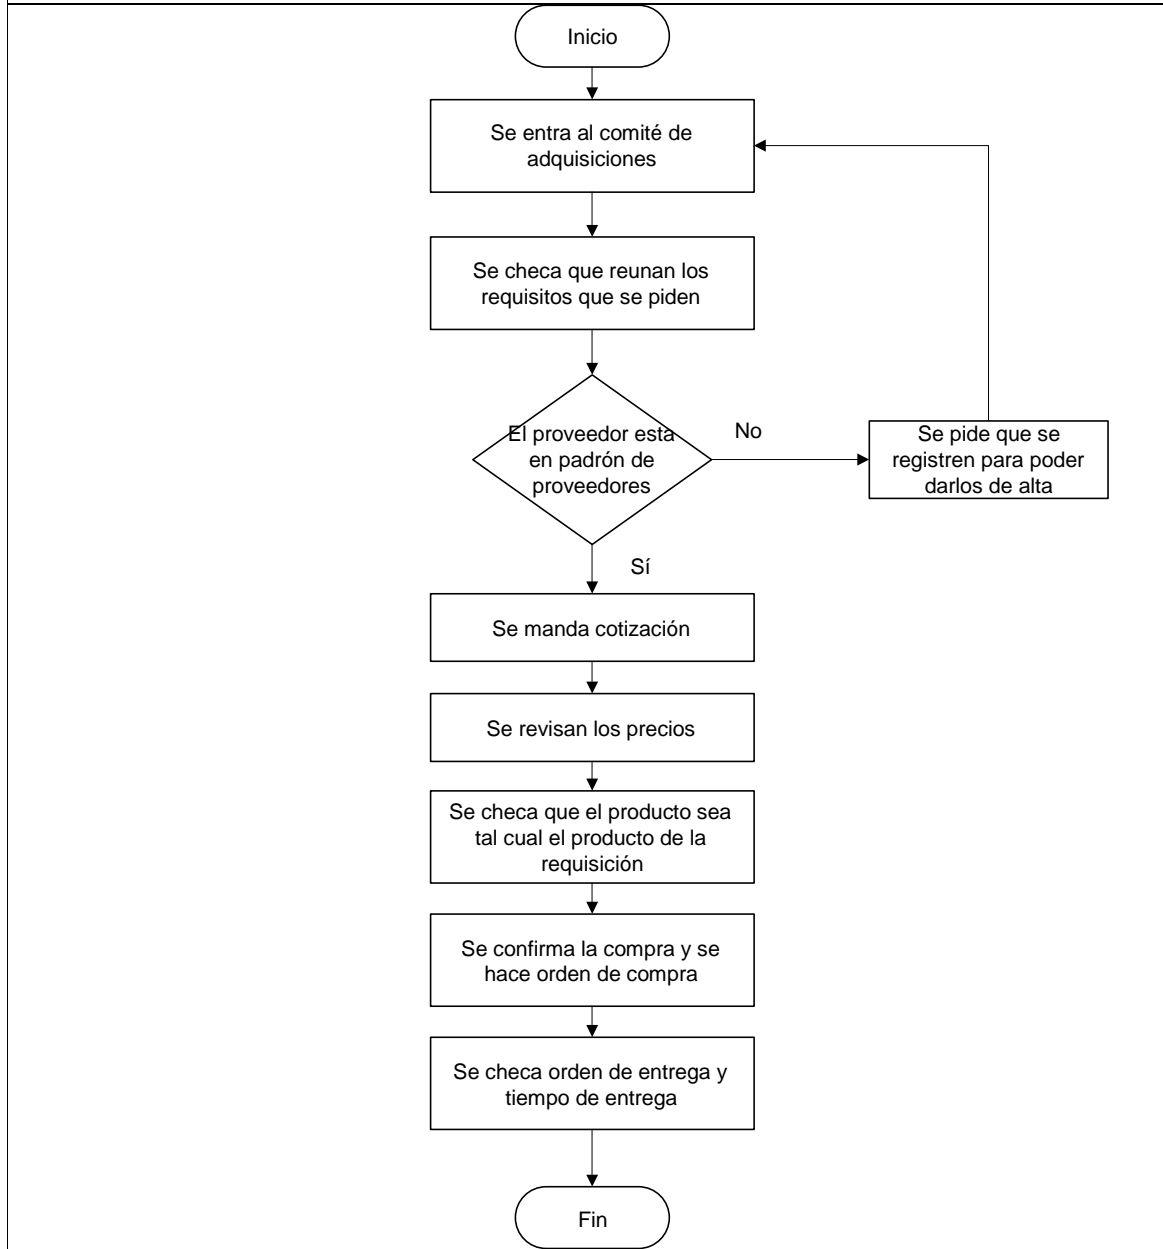 Inicio
Se entra al comité de
adquisiciones
Se checa que reunan los
requisitos que se piden
El proveedor esta
en padrón de
proveedores
No
Se pide que se
registren para poder
darlos de alta
Sí
Se manda cotización
Se revisan los precios
Se checa que el producto sea
tal cual el producto de la
requisición
Se confirma la compra y se
hace orden de compra
Se checa orden de entrega y
tiempo de entrega
Fin